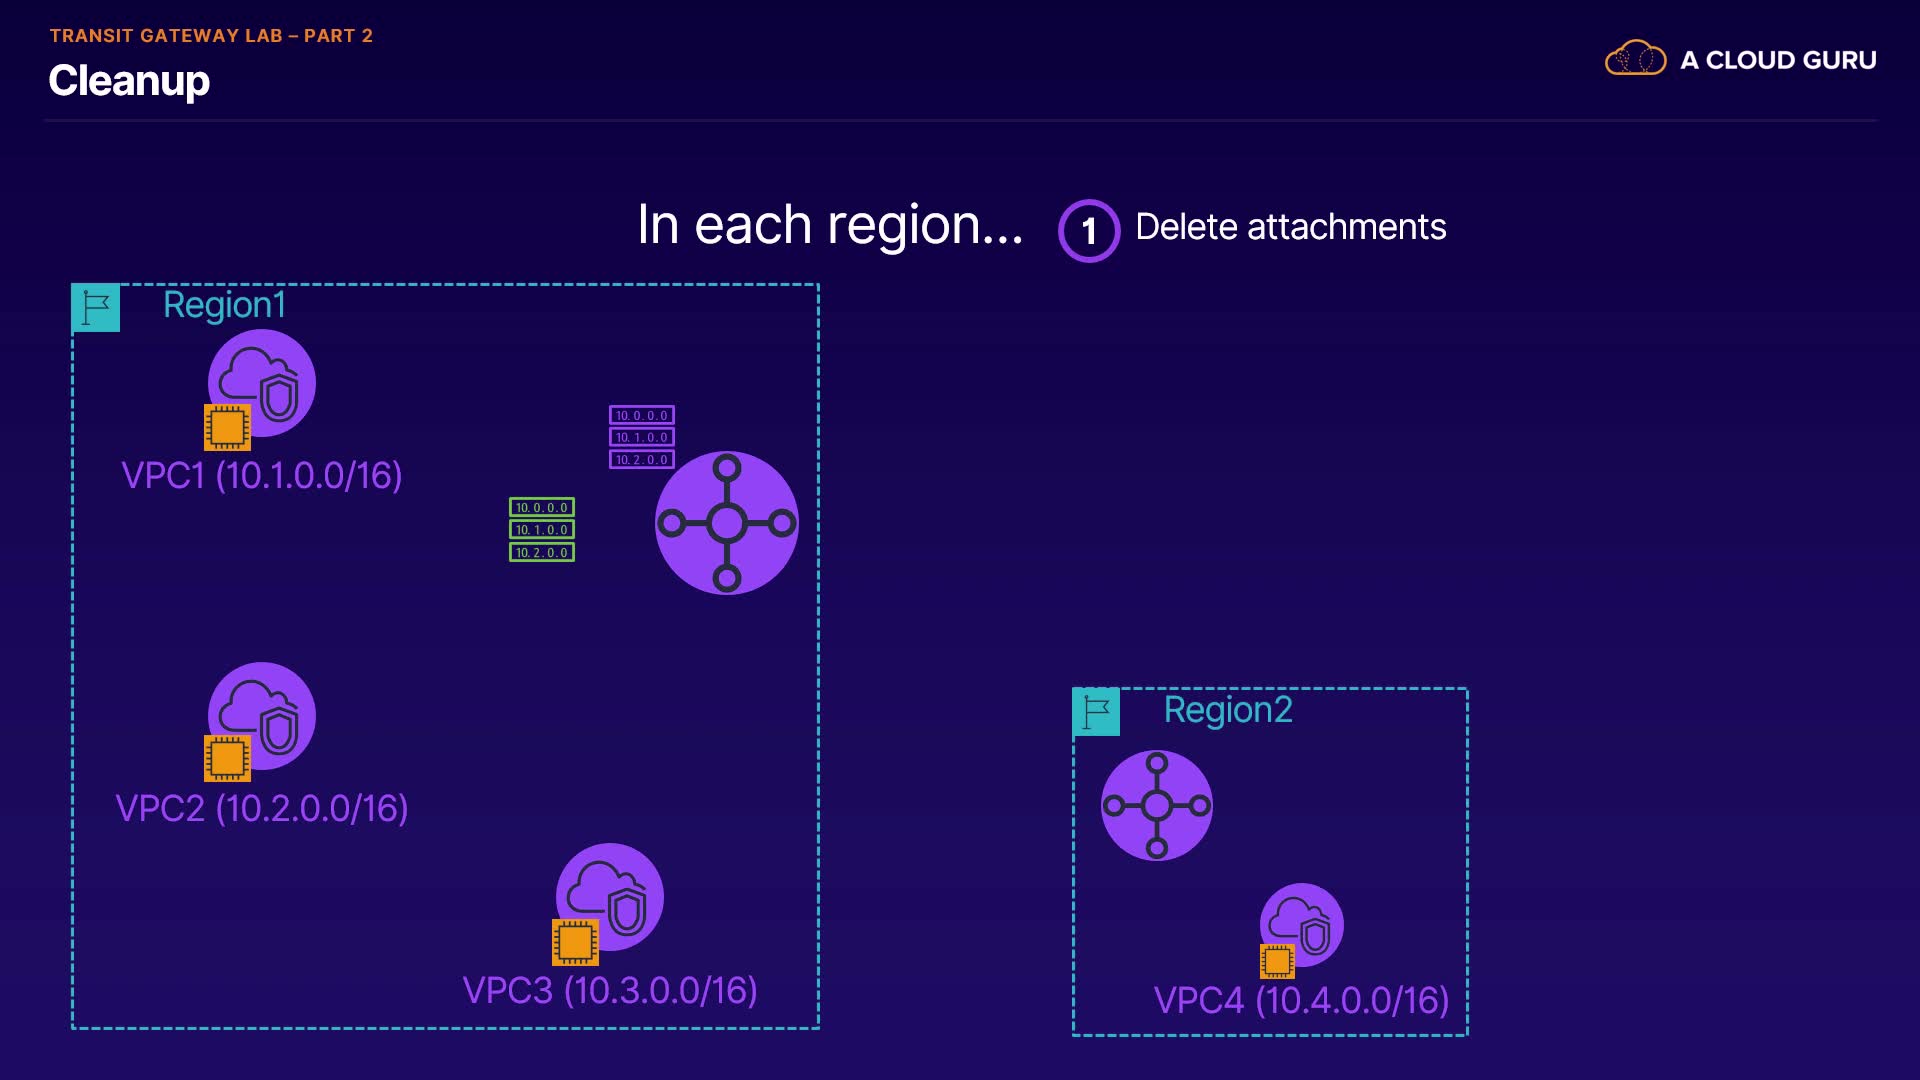 TRANSIT GATEWAY LAB – PART 2
Cleanup
A CLOUD GURU
In each region...
1 Delete attachments
Region1
VPC1 (10.1.0.0/16)
10.0.0.0
10.1.0.0
10.2.0.0
10.0.0.0
10.1.0.0
10.2.0.0
VPC2 (10.2.0.0/16)
VPC3 (10.3.0.0/16)
Region2
VPC4 (10.4.0.0/16)